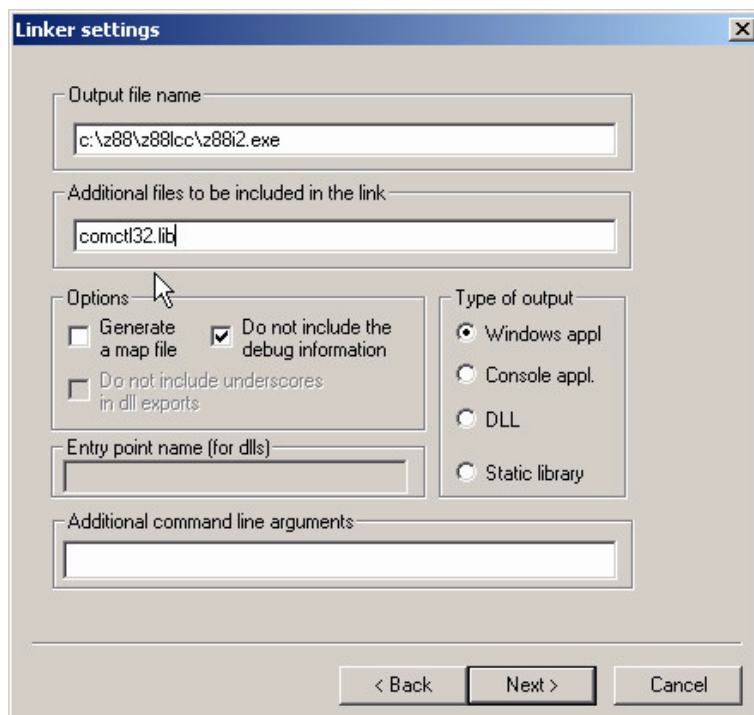 Linker settings
Output file name
c:\z88\z88lcc\z88i2.exe
Additional files to be included in the link
comctl32.lib
Options
Generate
a map file
Do not include the
debug information
Do not include underscores
in dll exports
Type of output
Windows appl
Console appl.
DLL
Static library
Entry point name (for dlls)
Additional command line arguments
< Back
Next >
Cancel